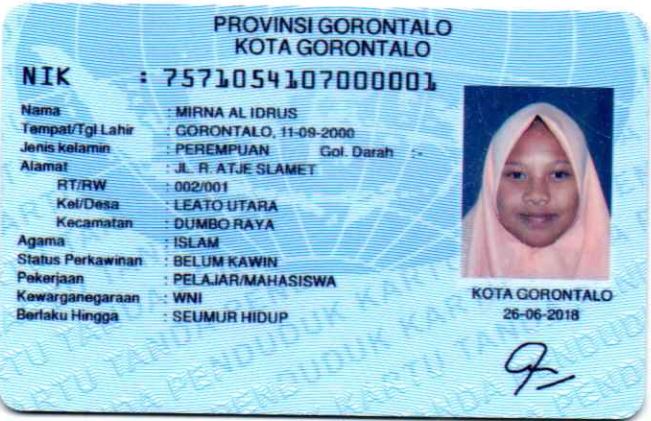 PROVINSI GORONTALO
KOTA GORONTALO
NIK : 7571054107000001
Nama : MIRNA AL IDRUS
Tempat/Tgl Lahir : GORONTALO, 11-09-2000
Jenis kelamin : PEREMPUAN Gol. Darah :-
Alamat : JL. R. ATJE SLAMET
RT/RW : 002/001
Kel/Desa : LEATO UTARA
Kecamatan : DUMBO RAYA
Agama : ISLAM
Status Perkawinan : BELUM KAWIN
Pekerjaan : PELAJAR/MAHASISWA
Kewarganegaraan : WNI
Berlaku Hingga : SEUMUR HIDUP
KOTA GORONTALO
26-06-2018